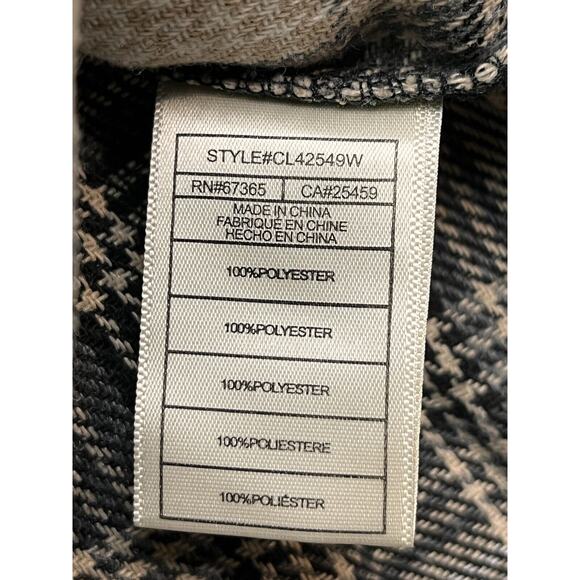 STYLE#CL42549W
RN#67365 CA#25459
MADE IN CHINA
FABRIQUÉ EN CHINE
HECHO EN CHINA
100%POLYESTER
100%POLYESTER
100%POLYESTER
100%POLIESTERE
100%POLIÉSTER